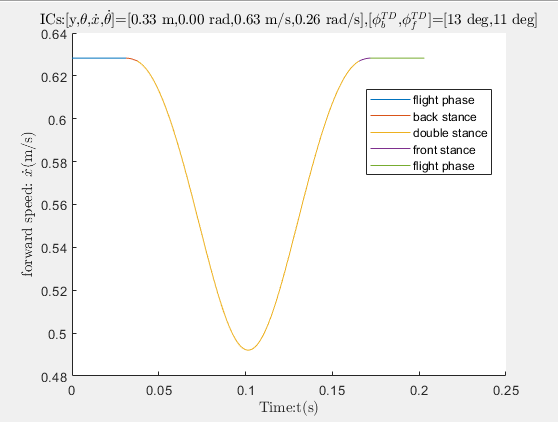 ICs:[y,θ,ẋ,θ̇]=[0.33 m,0.00 rad,0.63 m/s,0.26 rad/s],[ϕ_b^{TD},ϕ_f^{TD}]=[13 deg,11 deg]
0.64
0.62
0.6
0.58
0.56
0.54
0.52
0.5
0.48
forward speed: ẋ(m/s)
flight phase
back stance
double stance
front stance
flight phase
0 0.05 0.1 0.15 0.2 0.25
Time:t(s)